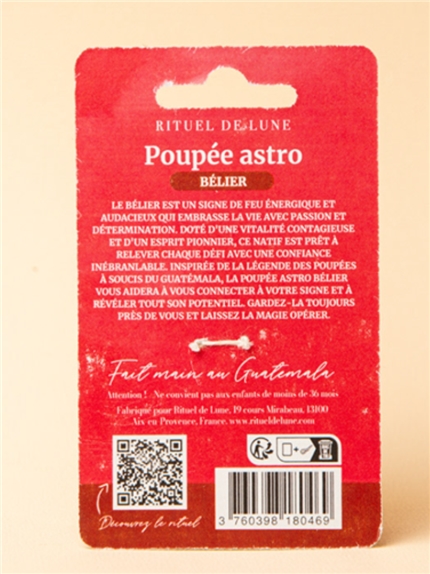 RITUEL DE LUNE
Poupée astro
BÉLIER
LE BÉLIER EST UN SIGNE DE FEU ÉNERGIQUE ET
AUDACIEUX QUI EMBRASSE LA VIE AVEC PASSION ET
DÉTERMINATION. DOTÉ D'UNE VITALITÉ CONTAGIEUSE
ET D'UN ESPRIT PIONNIER, CE NATIF EST PRÊT À
RELEVER CHAQUE DÉFI AVEC UNE CONFIANCE
INÉBRANLABLE. INSPIRÉE DE LA LÉGENDE DES POUPÉES
À SOUCIS DU GUATÉMALA, LA POUPÉE ASTRO BÉLIER
VOUS AIDERA À VOUS CONNECTER À VOTRE SIGNE ET À
RÉVÉLER TOUT SON POTENTIEL. GARDEZ-LA TOUJOURS
PRÈS DE VOUS ET LAISSEZ LA MAGIE OPÉRER.
Fait main au Guatemala
Attention ! Ne convient pas aux enfants de moins de 36 mois
Fabriqué pour Rituel de Lune, 19 cours Mirabeau, 13100
Aix en Provence, France. www.ritueldelune.com
Découvrez le rituel
3 760398 180469